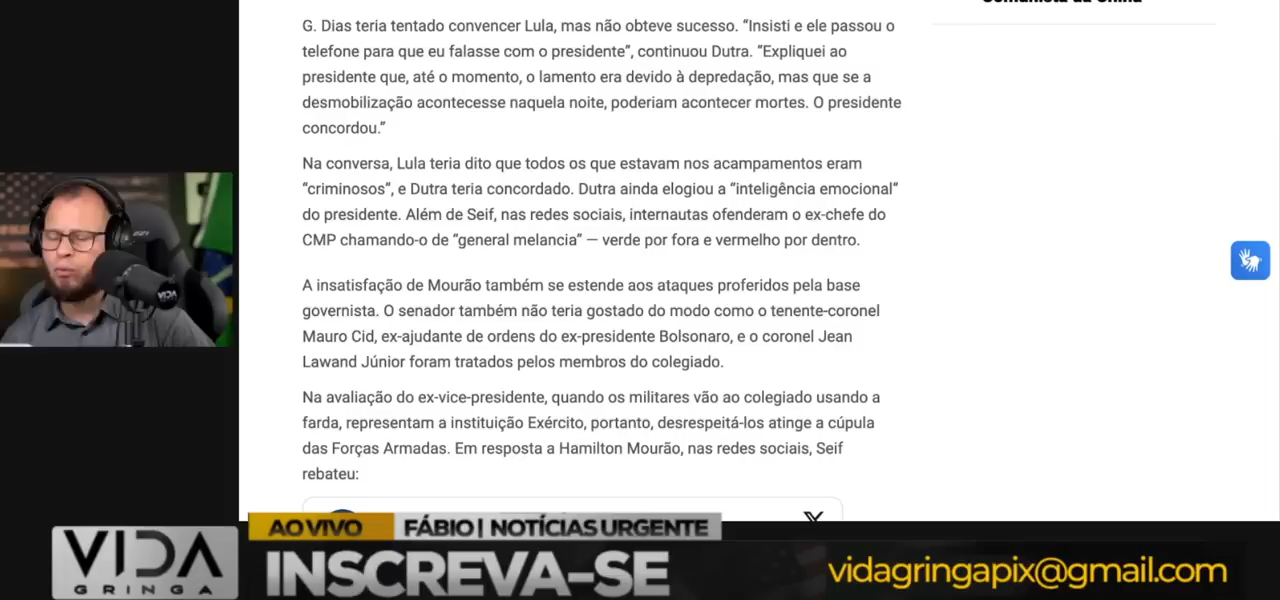 G. Dias teria tentado convencer Lula, mas não obteve sucesso. “Insisti e ele passou o
telefone para que eu falasse com o presidente”, continuou Dutra. “Expliquei ao
presidente que, até o momento, o lamento era devido à depredação, mas que se a
desmobilização acontecesse naquela noite, poderiam acontecer mortes. O presidente
concordou.”
Na conversa, Lula teria dito que todos os que estavam nos acampamentos eram
“criminosos”, e Dutra teria concordado. Dutra ainda elogiou a “inteligência emocional”
do presidente. Além de Seif, nas redes sociais, internautas ofenderam o ex-chefe do
CMP chamando-o de “general melancia” — verde por fora e vermelho por dentro.
A insatisfação de Mourão também se estende aos ataques proferidos pela base
governista. O senador também não teria gostado do modo como o tenente-coronel
Mauro Cid, ex-ajudante de ordens do ex-presidente Bolsonaro, e o coronel Jean
Lawand Júnior foram tratados pelos membros do colegiado.
Na avaliação do ex-vice-presidente, quando os militares vão ao colegiado usando a
farda, representam a instituição Exército, portanto, desrespeitá-los atinge a cúpula
das Forças Armadas. Em resposta a Hamilton Mourão, nas redes sociais, Seif
rebateu:
VIDA
AO VIVO FÁBIO | NOTÍCIAS URGENTE
VIDA
GRINGA
INSCREVA-SE
vidagringapix@gmail.com